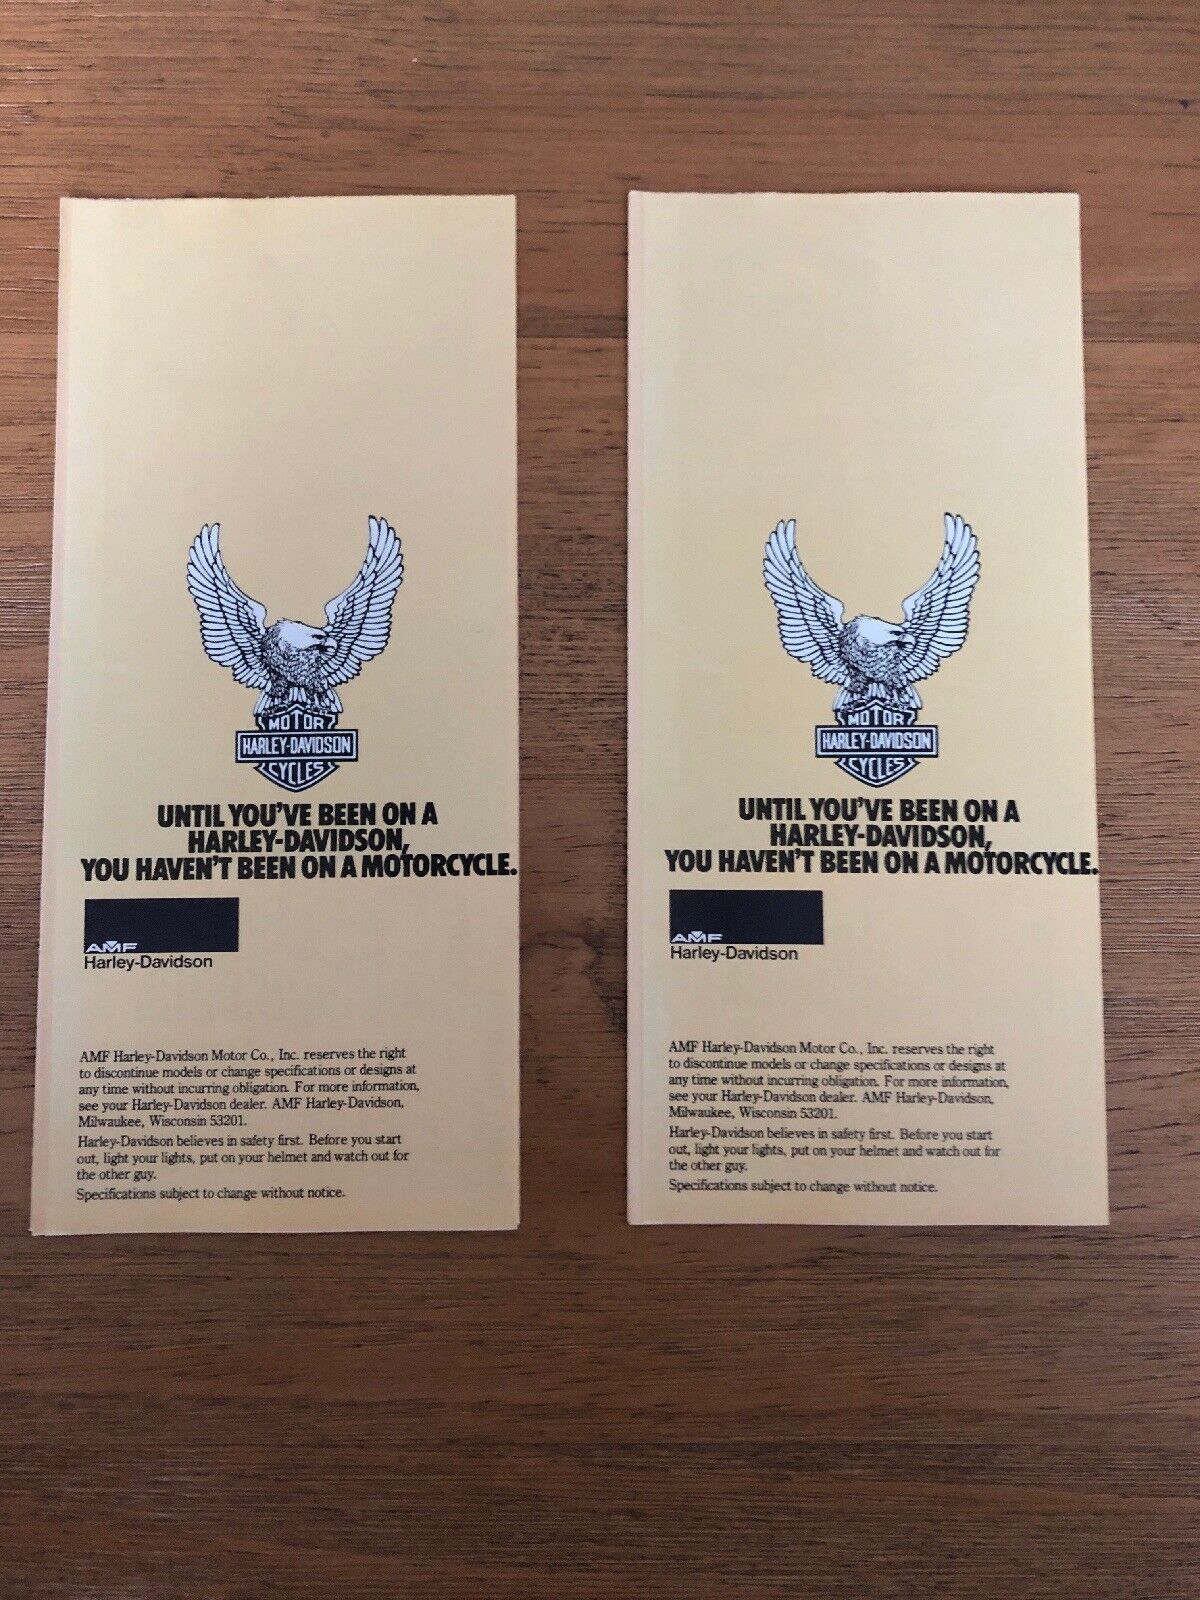 MOTOR
HARLEY-DAVIDSON
CYCLES
UNTIL YOU'VE BEEN ON A
HARLEY-DAVIDSON,
YOU HAVEN'T BEEN ON A MOTORCYCLE.
AMF
Harley-Davidson
AMF Harley-Davidson Motor Co., Inc. reserves the right
to discontinue models or change specifications or designs at
any time without incurring obligation. For more information,
see your Harley-Davidson dealer. AMF Harley-Davidson,
Milwaukee, Wisconsin 53201.
Harley-Davidson believes in safety first. Before you start
out, light your lights, put on your helmet and watch out for
the other guy.
Specifications subject to change without notice.
MOTOR
HARLEY-DAVIDSON
CYCLES
UNTIL YOU'VE BEEN ON A
HARLEY-DAVIDSON,
YOU HAVEN'T BEEN ON A MOTORCYCLE.
AMF
Harley-Davidson
AMF Harley-Davidson Motor Co., Inc. reserves the right
to discontinue models or change specifications or designs at
any time without incurring obligation. For more information,
see your Harley-Davidson dealer. AMF Harley-Davidson,
Milwaukee, Wisconsin 53201.
Harley-Davidson believes in safety first. Before you start
out, light your lights, put on your helmet and watch out for
the other guy.
Specifications subject to change without notice.